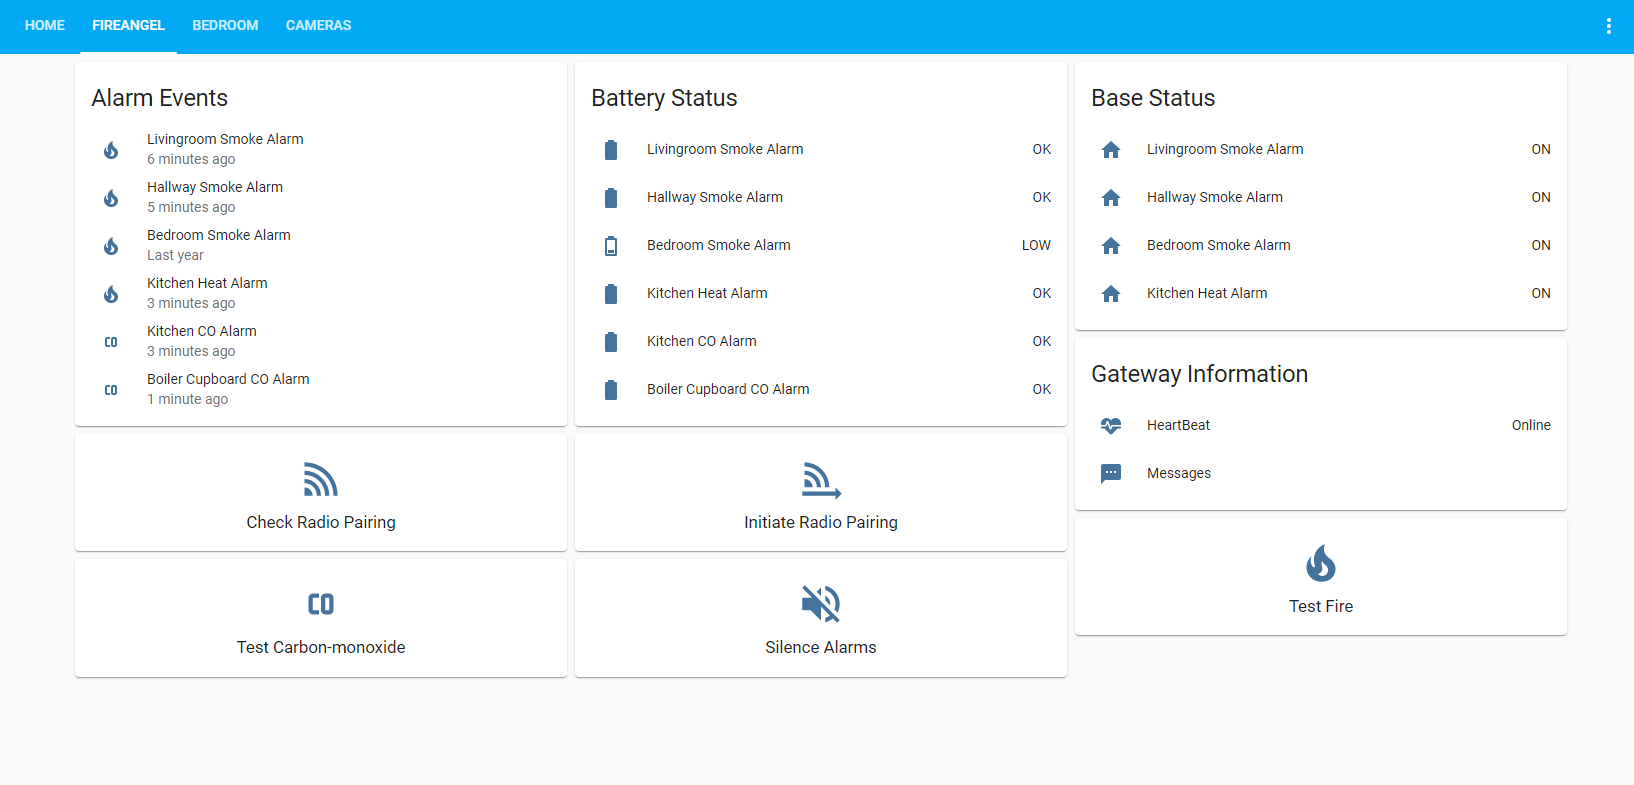 HOME
FIREANGEL
BEDROOM
CAMERAS
Alarm Events
Livingroom Smoke Alarm
6 minutes ago
Hallway Smoke Alarm
5 minutes ago
Bedroom Smoke Alarm
Last year
Kitchen Heat Alarm
3 minutes ago
CO
Kitchen CO Alarm
3 minutes ago
CO
Boiler Cupboard CO Alarm
1 minute ago
Check Radio Pairing
CO
Test Carbon-monoxide
Battery Status
Livingroom Smoke Alarm OK
Hallway Smoke Alarm OK
Bedroom Smoke Alarm LOW
Kitchen Heat Alarm OK
Kitchen CO Alarm OK
Boiler Cupboard CO Alarm OK
Initiate Radio Pairing
Silence Alarms
Base Status
Livingroom Smoke Alarm ON
Hallway Smoke Alarm ON
Bedroom Smoke Alarm ON
Kitchen Heat Alarm ON
Gateway Information
HeartBeat Online
Messages
Test Fire